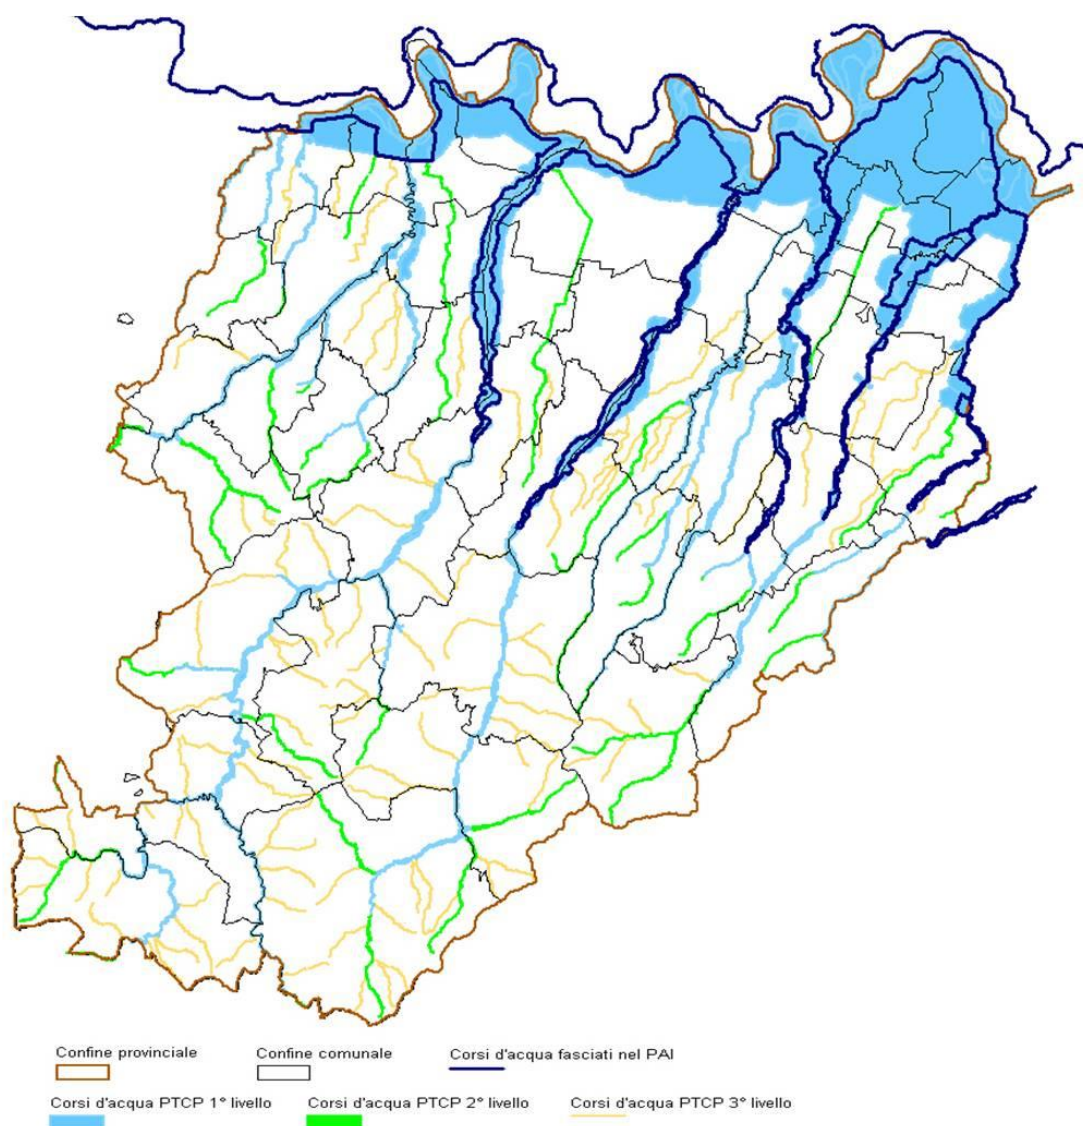 Confine provinciale Confine comunale Corsi d'acqua fasciati nel PAI
Corsi d'acqua PTCP 1° livello Corsi d'acqua PTCP 2° livello Corsi d'acqua PTCP 3° livello